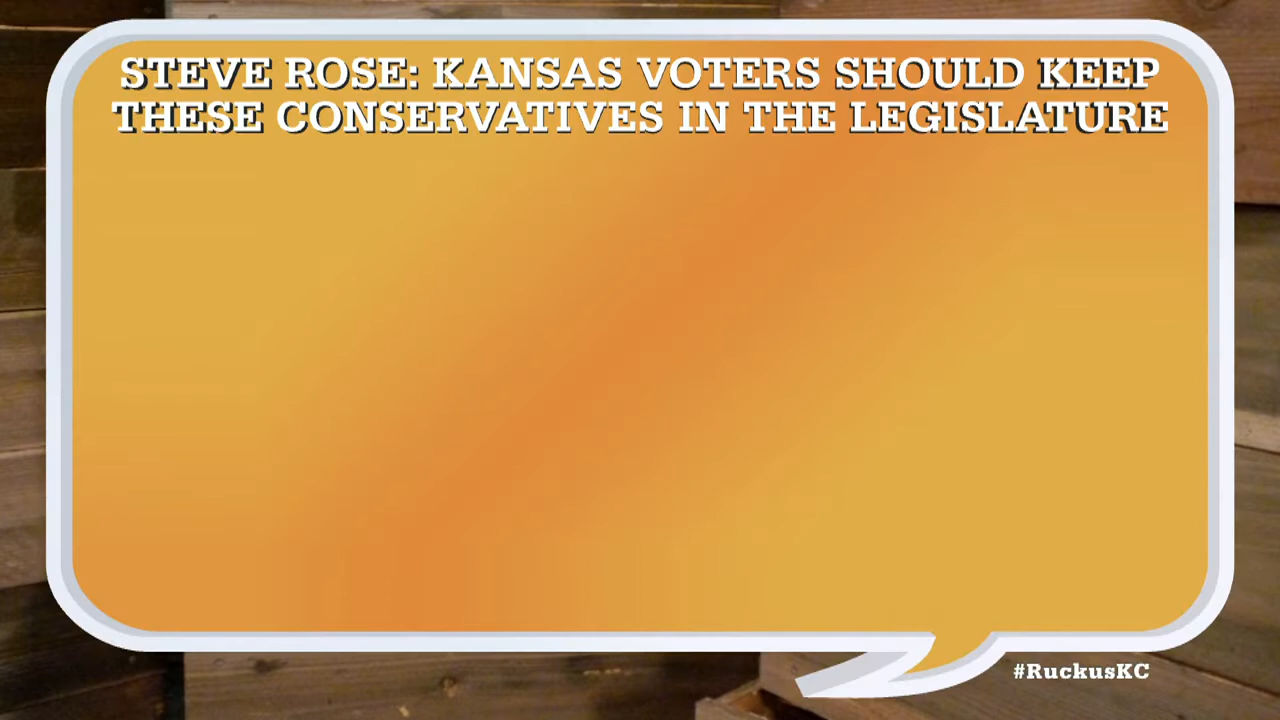 STEVE ROSE: KANSAS VOTERS SHOULD KEEP
THESE CONSERVATIVES IN THE LEGISLATURE
#RuckusKC